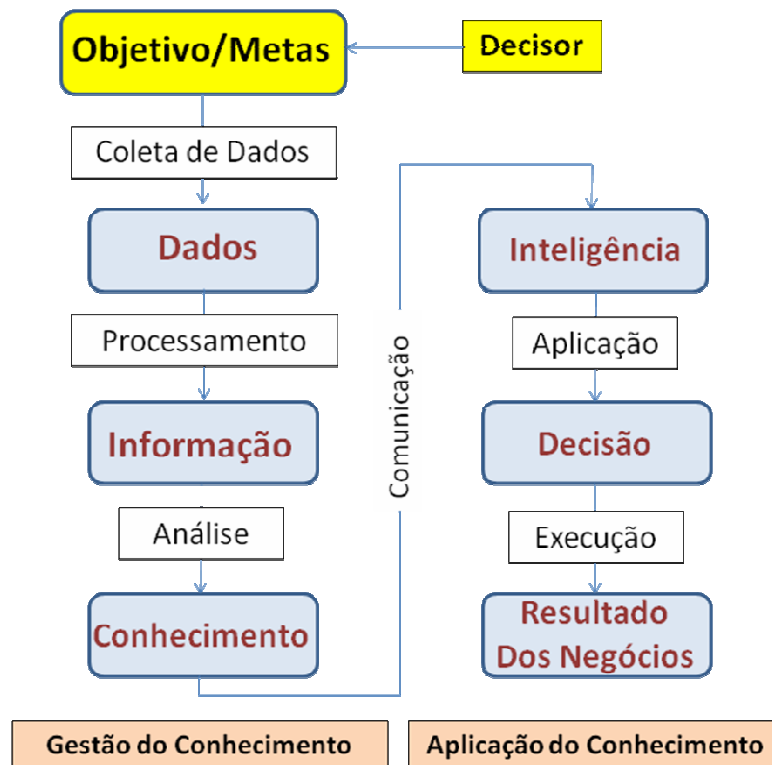 Objetivo/Metas
Decisor
Coleta de Dados
Dados
Processamento
Informação
Análise
Conhecimento
Comunicação
Inteligência
Aplicação
Decisão
Execução
Resultado
Dos Negócios
Gestão do Conhecimento
Aplicação do Conhecimento